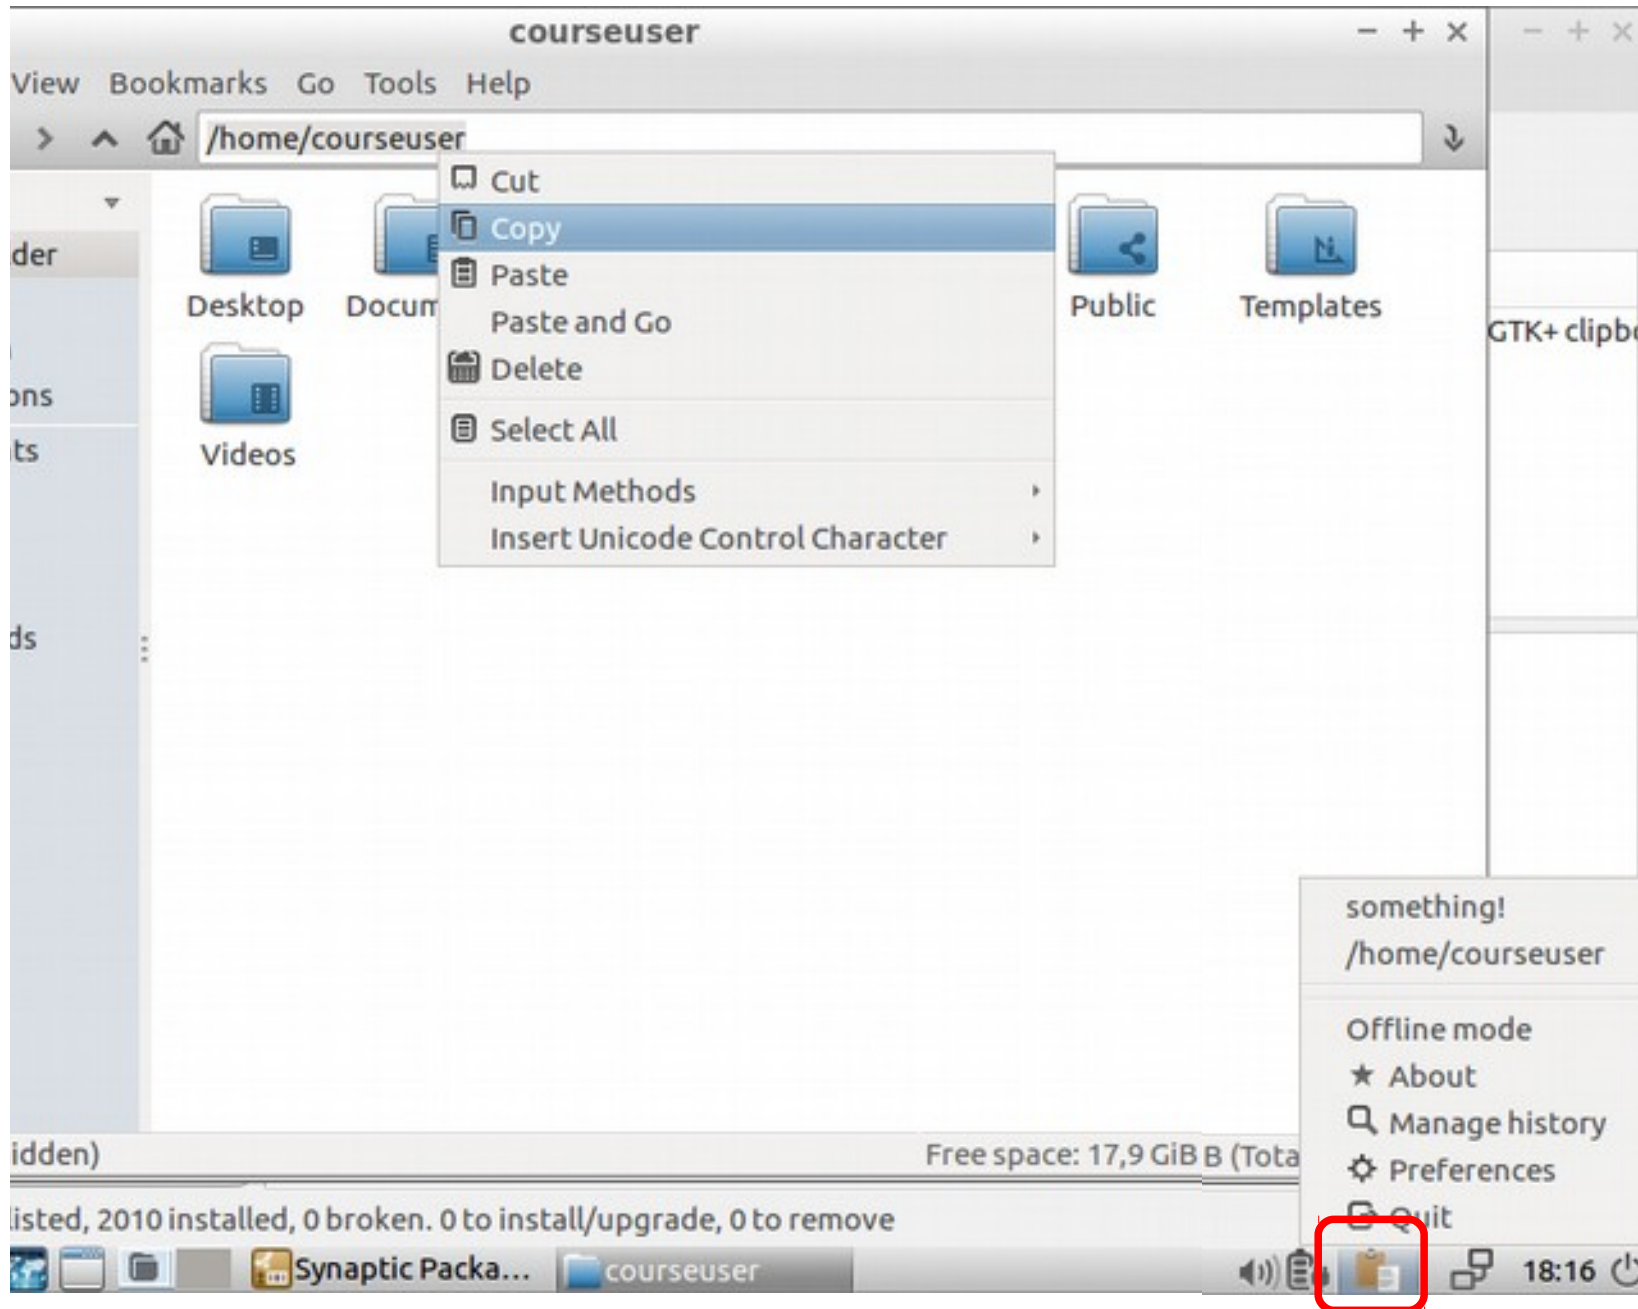 courseuser
View Bookmarks Go Tools Help
/home/courseuser
Cut
Copy
Paste
Paste and Go
Delete
Select All
Input Methods
Insert Unicode Control Character
der
ons
ts
ds
Desktop
Docum
Public
Templates
Videos
GTK+ clipb
something!
/home/courseuser
Offline mode
About
Manage history
Preferences
Quit
idden)
Free space: 17,9 GiB B (Tota
listed, 2010 installed, 0 broken. 0 to install/upgrade, 0 to remove
Synaptic Packa...
courseuser
18:16